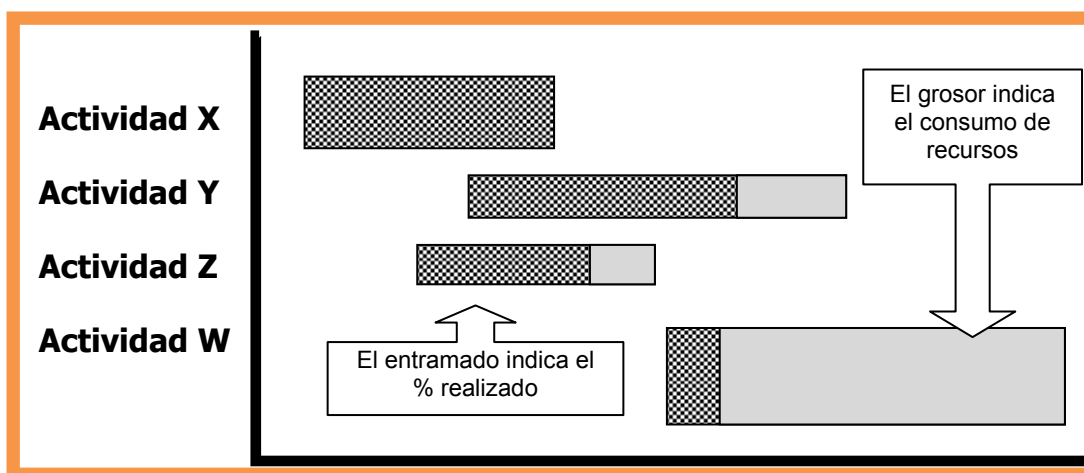 Actividad X
Actividad Y
Actividad Z
Actividad W
El grosor indica
el consumo de
recursos
El entramado indica el
% realizado